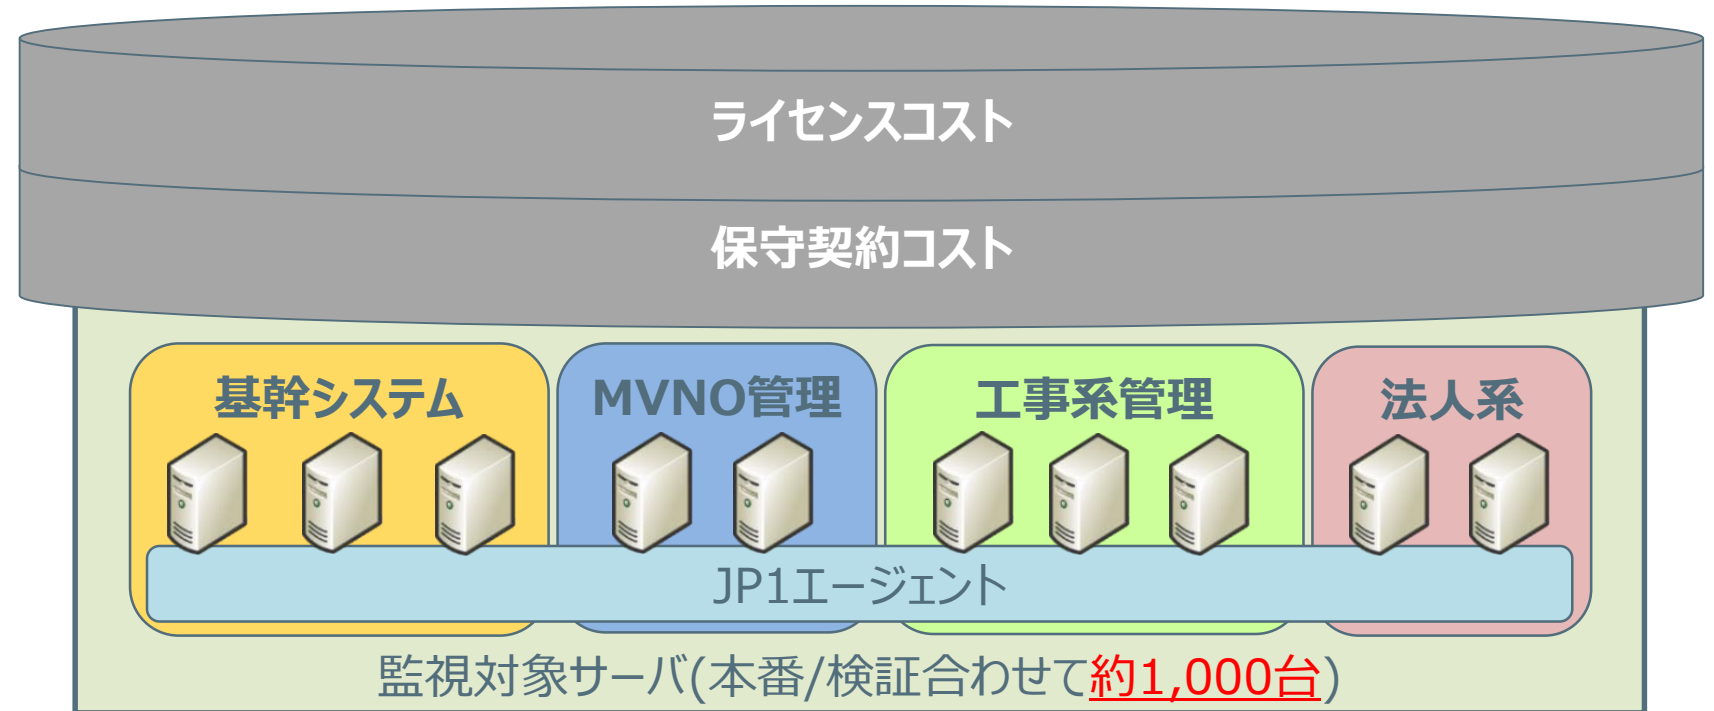 ライセンスコスト
保守契約コスト
基幹システム
MVNO管理
工事系管理
法人系
JP1エージェント
監視対象サーバ(本番/検証合わせて約1,000台)